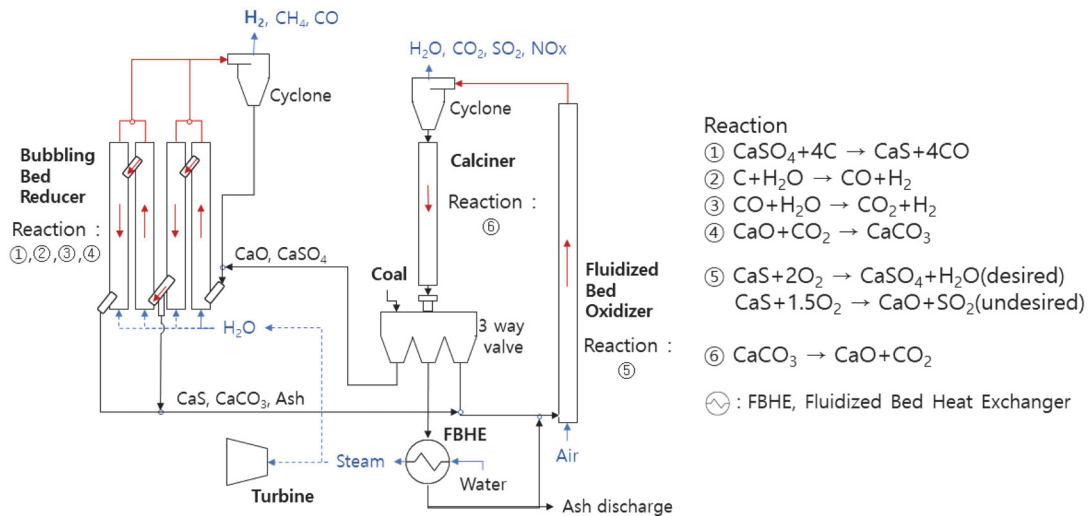 H₂, CH₄, CO
H₂O, CO₂, SO₂, NOx
Cyclone
Cyclone
Bubbling
Bed
Reducer
Reaction :
①,②,③,④
Calciner
Reaction :
⑥
CaO, CaSO₄
Coal
3 way
valve
Fluidized
Bed
Oxidizer
Reaction :
⑤
H₂O
CaS, CaCO₃, Ash
FBHE
Air
Steam
Water
Turbine
Ash discharge
Reaction
① CaSO₄+4C → CaS+4CO
② C+H₂O → CO+H₂
③ CO+H₂O → CO₂+H₂
④ CaO+CO₂ → CaCO₃
⑤ CaS+2O₂ → CaSO₄+H₂O(desired)
CaS+1.5O₂ → CaO+SO₂(undesired)
⑥ CaCO₃ → CaO+CO₂
: FBHE, Fluidized Bed Heat Exchanger